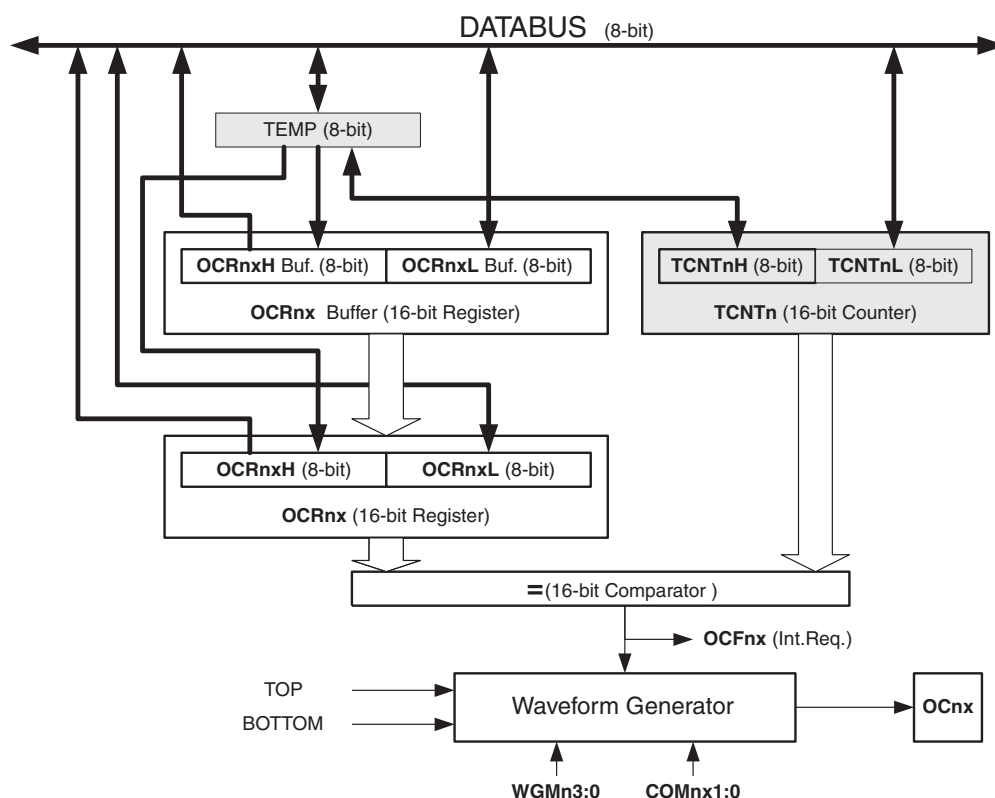 DATABUS (8-bit)
TEMP (8-bit)
OCRnxH Buf. (8-bit) OCRnxL Buf. (8-bit)
OCRnx Buffer (16-bit Register)
TCNTnH (8-bit) TCNTnL (8-bit)
TCNTn (16-bit Counter)
OCRnxH (8-bit) OCRnxL (8-bit)
OCRnx (16-bit Register)
=(16-bit Comparator )
OCFnx (Int.Req.)
TOP
BOTTOM
Waveform Generator
OCnx
WGMn3:0 COMnx1:0